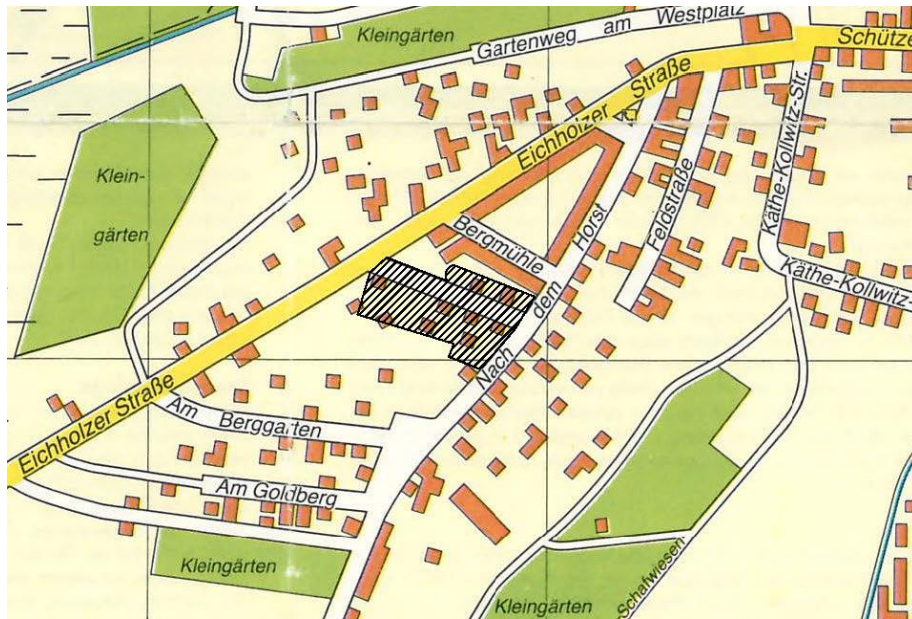 Kleingärten
Gartenweg am Westplatz
Schütze
Eichholzer Straße
Klein-
gärten
Käthe-Kollwitz-Str.
Feldstraße
Bergmühle
Nach dem Horst
Käthe-Kollwitz-
Eichholzer Straße
Am Berggarten
Am Goldberg
Kleingärten
Kleingärten
Schafwiesen